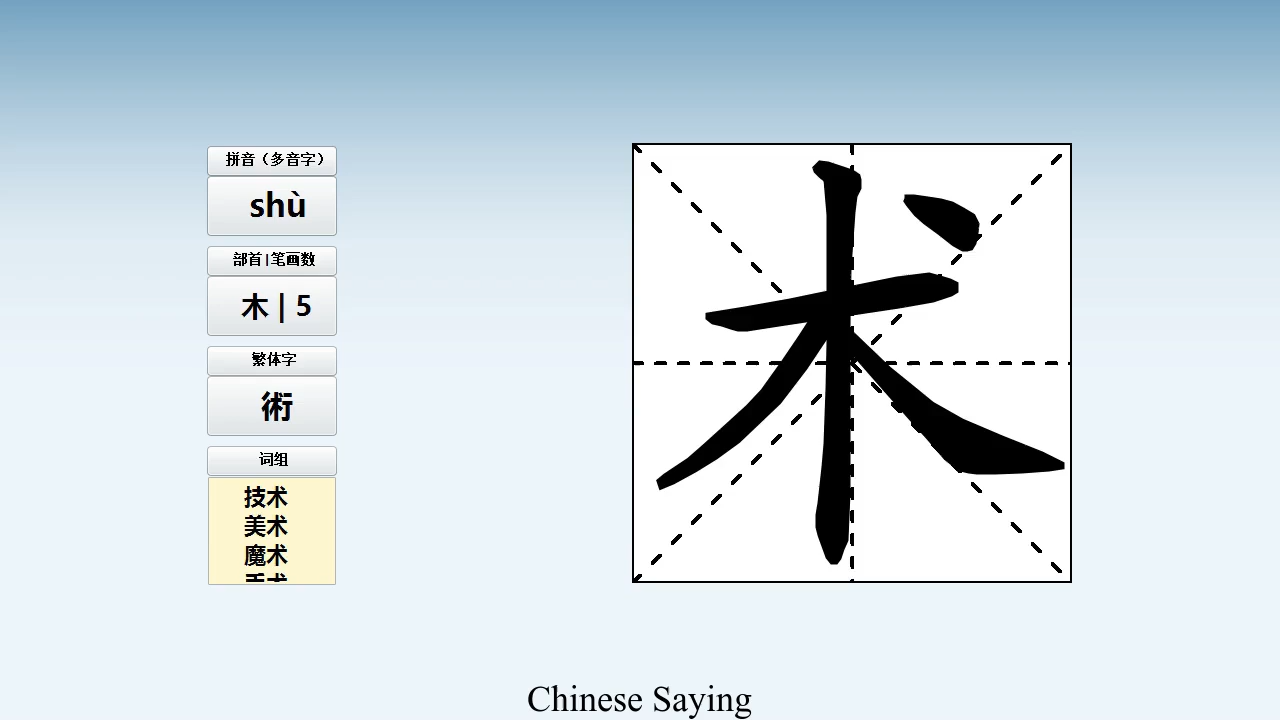 拼音（多音字）
shù
部首|笔画数
木 | 5
繁体字
術
词组
技术
美术
魔术
术
Chinese Saying